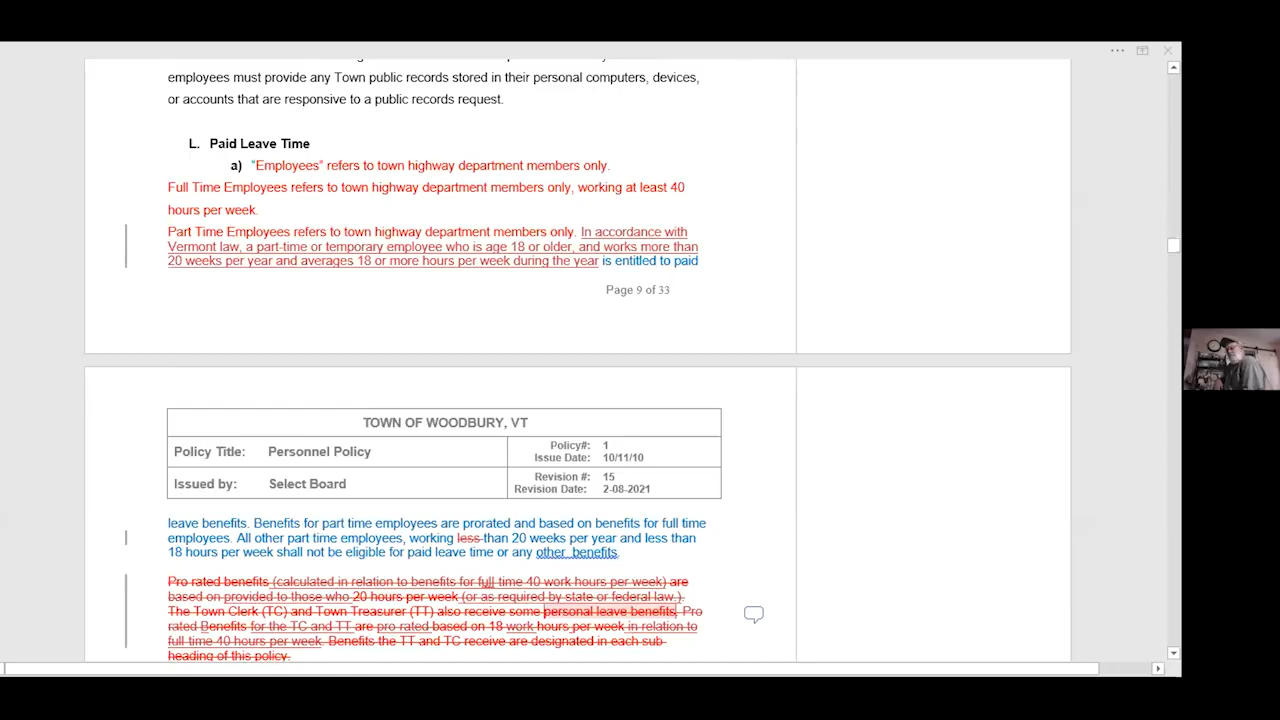 employees must provide any Town public records stored in their personal computers, devices,
or accounts that are responsive to a public records request.
L. Paid Leave Time
a) "Employees" refers to town highway department members only.
Full Time Employees refers to town highway department members only, working at least 40
hours per week.
Part Time Employees refers to town highway department members only. In accordance with
Vermont law, a part-time or temporary employee who is age 18 or older, and works more than
20 weeks per year and averages 18 or more hours per week during the year is entitled to paid
Page 9 of 33
TOWN OF WOODBURY, VT
Policy Title: Personnel Policy
Policy#: 1
Issue Date: 10/11/10
Issued by: Select Board
Revision #: 15
Revision Date: 2-08-2021
leave benefits. Benefits for part time employees are prorated and based on benefits for full time
employees. All other part time employees, working less than 20 weeks per year and less than
18 hours per week shall not be eligible for paid leave time or any other benefits.
Pro rated benefits (calculated in relation to benefits for full time 40 work hours per week) are
based on provided to those who 20 hours per week (or as required by state or federal law.).
The Town Clerk (TC) and Town Treasurer (TT) also receive some personal leave benefits. Pro
rated Benefits for the TC and TT are pro rated based on 18 work hours per week in relation to
full time 40 hours per week. Benefits the TT and TC receive are designated in each sub-
heading of this policy.